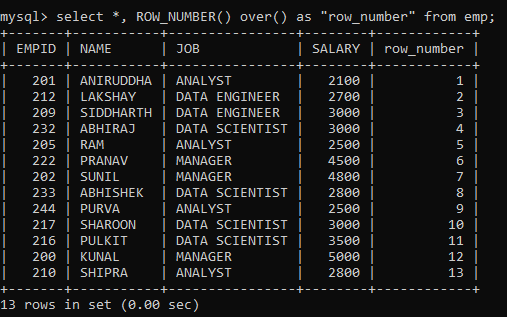 mysql> select *, ROW_NUMBER() over() as "row_number" from emp;
+-------+-----------+----------------+--------+------------+
| EMPID | NAME      | JOB            | SALARY | row_number |
+-------+-----------+----------------+--------+------------+
|   201 | ANIRUDDHA | ANALYST        |   2100 |          1 |
|   212 | LAKSHAY   | DATA ENGINEER  |   2700 |          2 |
|   209 | SIDDHARTH | DATA ENGINEER  |   3000 |          3 |
|   232 | ABHIRAJ   | DATA SCIENTIST |   3000 |          4 |
|   205 | RAM       | ANALYST        |   2500 |          5 |
|   222 | PRANAV    | MANAGER        |   4500 |          6 |
|   202 | SUNIL     | MANAGER        |   4800 |          7 |
|   233 | ABHISHEK  | DATA SCIENTIST |   2800 |          8 |
|   244 | PURVA     | ANALYST        |   2500 |          9 |
|   217 | SHAROON   | DATA SCIENTIST |   3000 |         10 |
|   216 | PULKIT    | DATA SCIENTIST |   3500 |         11 |
|   200 | KUNAL     | MANAGER        |   5000 |         12 |
|   210 | SHIPRA    | ANALYST        |   2800 |         13 |
+-------+-----------+----------------+--------+------------+
13 rows in set (0.00 sec)